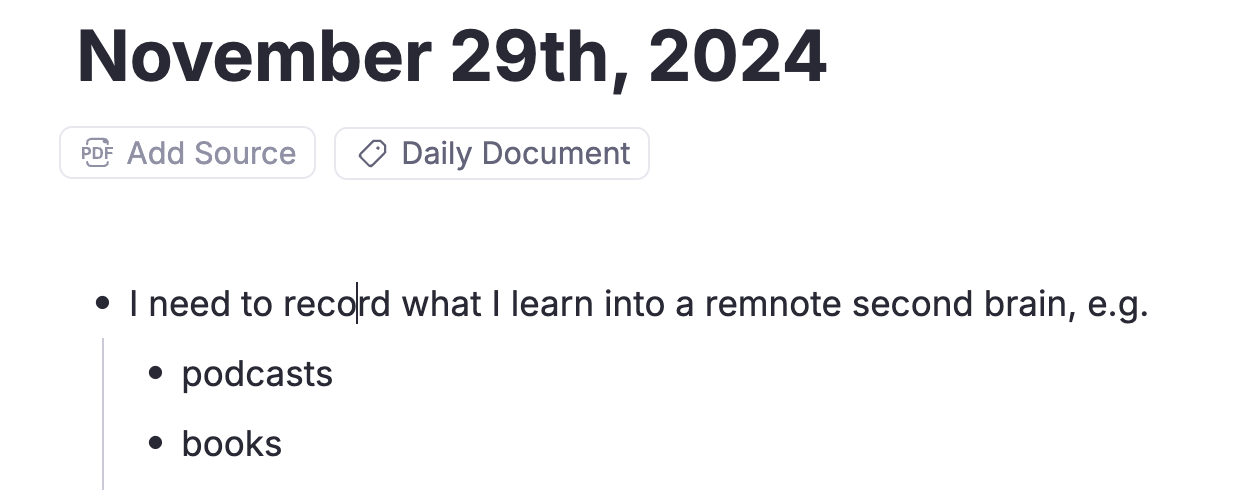 November 29th, 2024
PDF Add Source Daily Document
I need to record what I learn into a remnote second brain, e.g.
podcasts
books